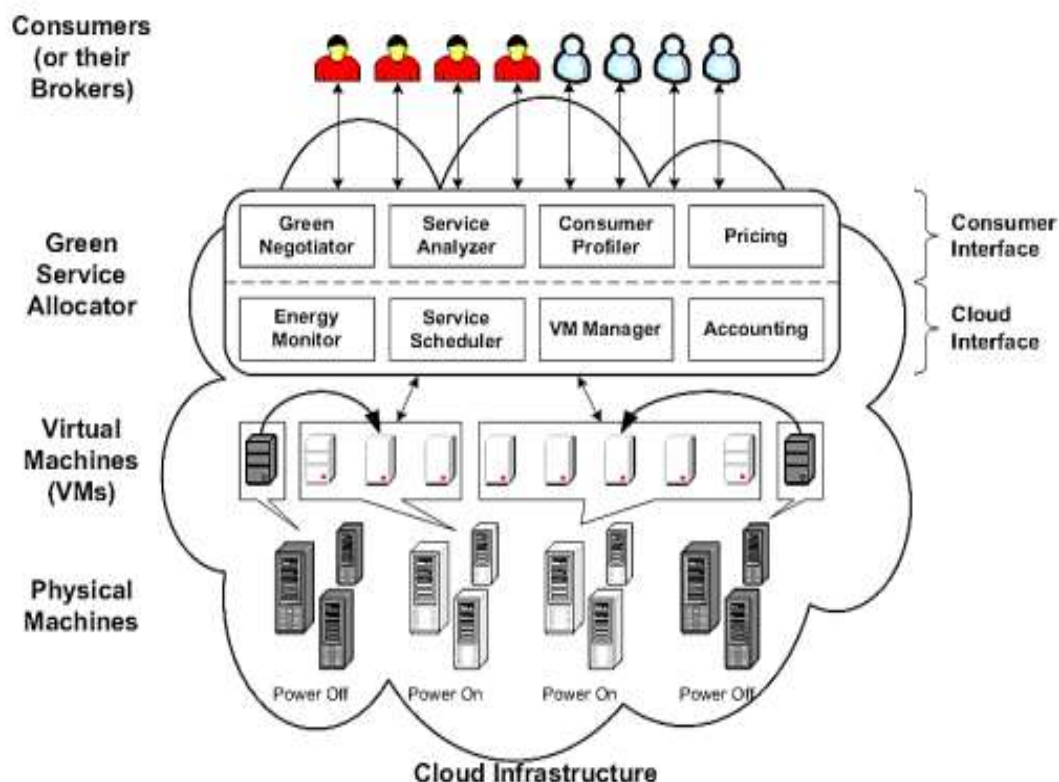 Consumers
(or their
Brokers)
Green
Service
Allocator
Green
Negotiator
Service
Analyzer
Consumer
Profiler
Pricing
Consumer
Interface
Energy
Monitor
Service
Scheduler
VM Manager
Accounting
Cloud
Interface
Virtual
Machines
(VMs)
Physical
Machines
Power Off
Power On
Power On
Power Off
Cloud Infrastructure